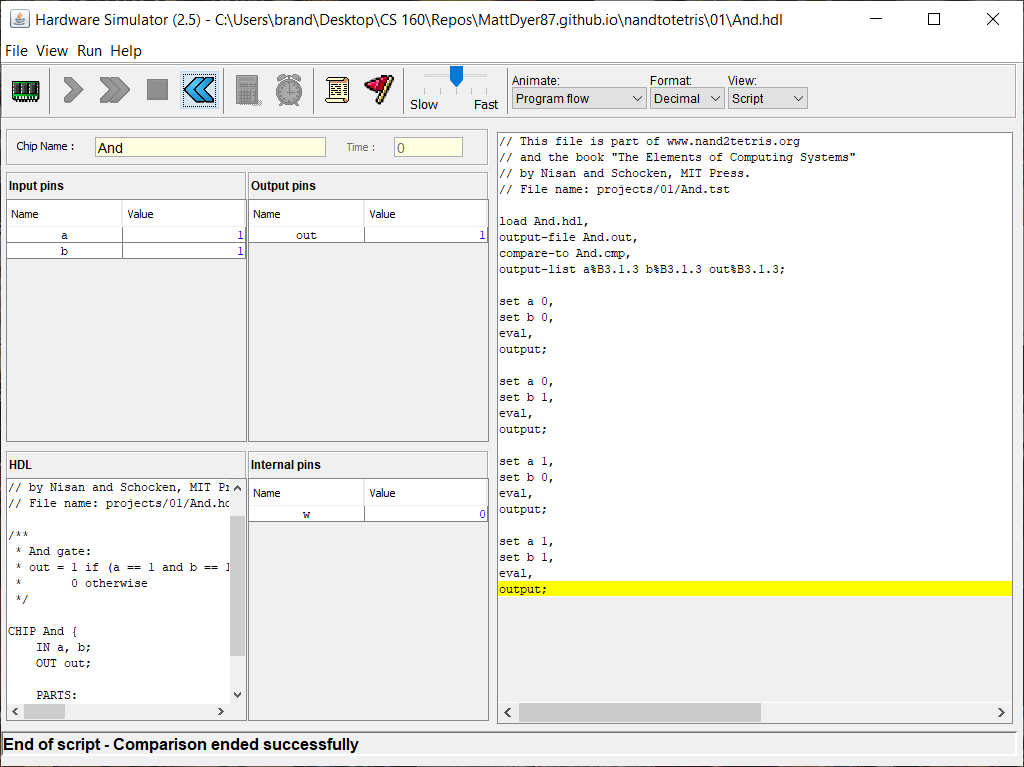 Hardware Simulator (2.5) - C:\Users\brand\Desktop\CS 160\Repos\MattDyer87.github.io\nandtotetris\01\And.hdl
File View Run Help
Slow Fast
Animate: Format: View:
Program flow Decimal Script
Chip Name : And Time : 0
Input pins
Name Value
a 1
b 1
Output pins
Name Value
out 1
HDL
// by Nisan and Schocken, MIT Pr
// File name: projects/01/And.hd
/**
* And gate:
* out = 1 if (a == 1 and b == 1
* 0 otherwise
*/
CHIP And {
IN a, b;
OUT out;
PARTS:
Internal pins
Name Value
w 0
// This file is part of www.nand2tetris.org
// and the book "The Elements of Computing Systems"
// by Nisan and Schocken, MIT Press.
// File name: projects/01/And.tst
load And.hdl,
output-file And.out,
compare-to And.cmp,
output-list a%B3.1.3 b%B3.1.3 out%B3.1.3;
set a 0,
set b 0,
eval,
output;
set a 0,
set b 1,
eval,
output;
set a 1,
set b 0,
eval,
output;
set a 1,
set b 1,
eval,
output;
End of script - Comparison ended successfully